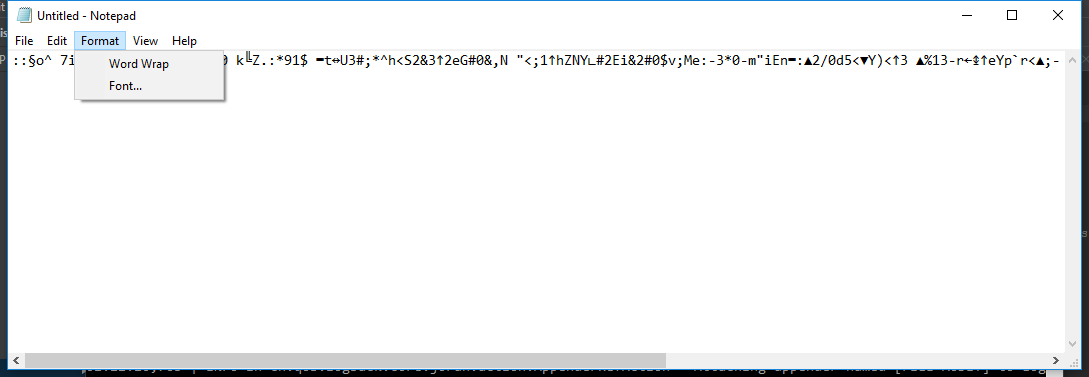 Untitled - Notepad
File Edit Format View Help
::§o^ 7i k╚Z.:*91$ ━t↔U3#;*^h<S2&3↑2eG#0&,N "<;1↑hZNY∟#2Ei&2#0$v;Me:-3*0-m"iEn━:▲2/0d5<▼Y)<↑3 ▲%13-r←↨↑eYp`r<▲;-
Word Wrap
Font...